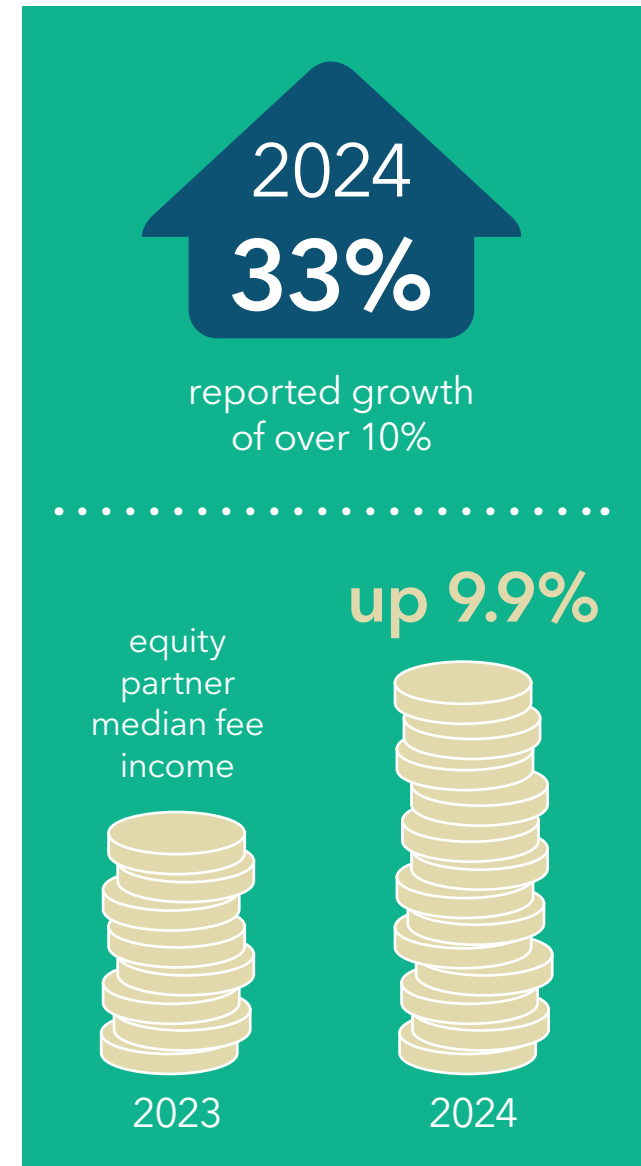 2024
33%
reported growth
of over 10%
equity
partner
median fee
income
up 9.9%
2023
2024